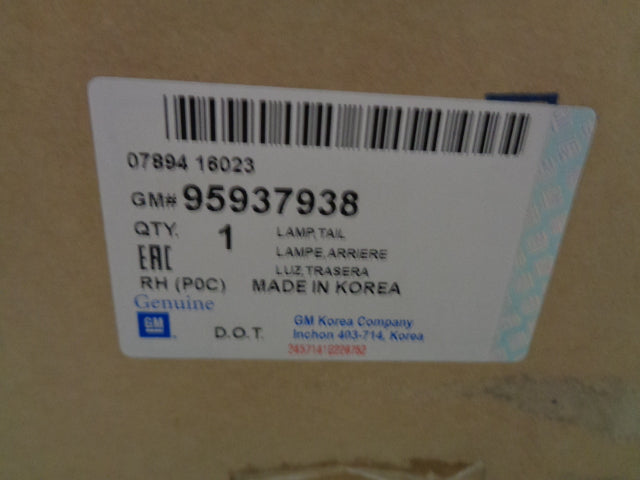 07894 16023
GM# 95937938
QTY. 1
LAMP,TAIL
LAMPE,ARRIERE
LUZ,TRASERA
EAC
RH (P0C) MADE IN KOREA
Genuine
GM
D.O.T.
GM Korea Company
Inchon 403-714, Korea